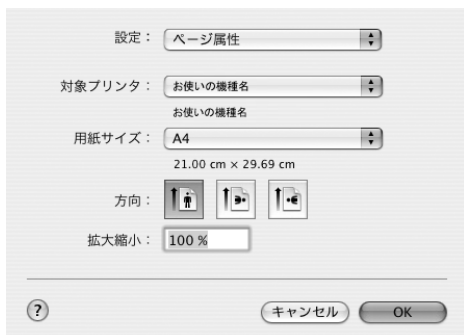 設定： ページ属性
対象プリンタ： お使いの機種名
お使いの機種名
用紙サイズ： A4
21.00 cm × 29.69 cm
方向：
拡大縮小： 100 %
? キャンセル OK